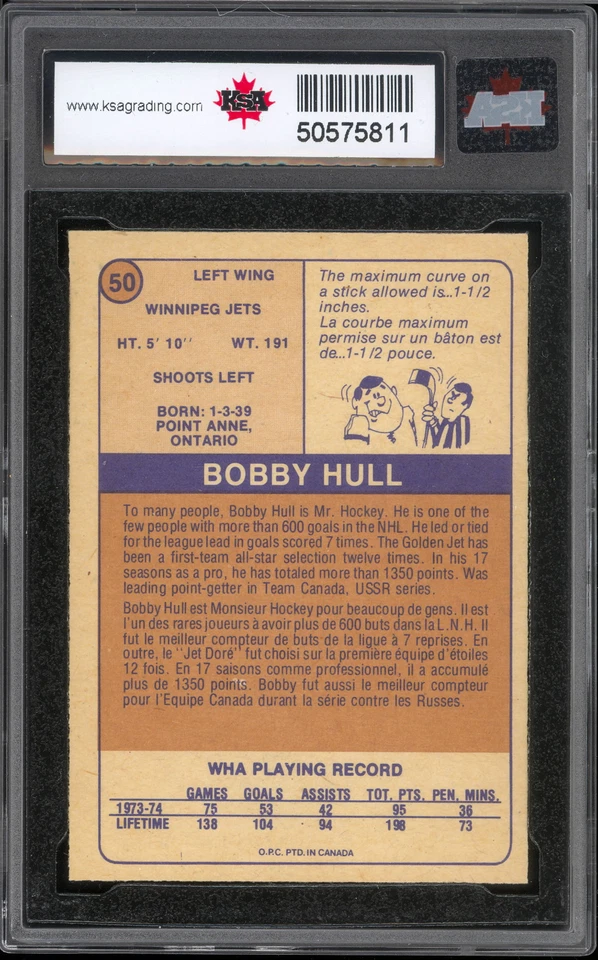 www.ksagrading.com
KSA
50575811
50
LEFT WING
WINNIPEG JETS
HT. 5' 10'' WT. 191
SHOOTS LEFT
BORN: 1-3-39
POINT ANNE,
ONTARIO
The maximum curve on
a stick allowed is...1-1/2
inches.
La courbe maximum
permise sur un bâton est
de...1-1/2 pouce.
BOBBY HULL
To many people, Bobby Hull is Mr. Hockey. He is one of the
few people with more than 600 goals in the NHL. He led or tied
for the league lead in goals scored 7 times. The Golden Jet has
been a first-team all-star selection twelve times. In his 17
seasons as a pro, he has totaled more than 1350 points. Was
leading point-getter in Team Canada, USSR series.
Bobby Hull est Monsieur Hockey pour beaucoup de gens. Il est
l'un des rares joueurs à avoir plus de 600 buts dans la L.N.H. Il
fut le meilleur compteur de buts de la ligue à 7 reprises. En
outre, le "Jet Doré" fut choisi sur la première équipe d'étoiles
12 fois. En 17 saisons comme professionnel, il a accumulé
plus de 1350 points. Bobby fut aussi le meilleur compteur
pour l'Equipe Canada durant la série contre les Russes.
WHA PLAYING RECORD
GAMES GOALS ASSISTS TOT. PTS. PEN. MINS.
1973-74 75 53 42 95 36
LIFETIME 138 104 94 198 73
O.P.C. PTD. IN CANADA